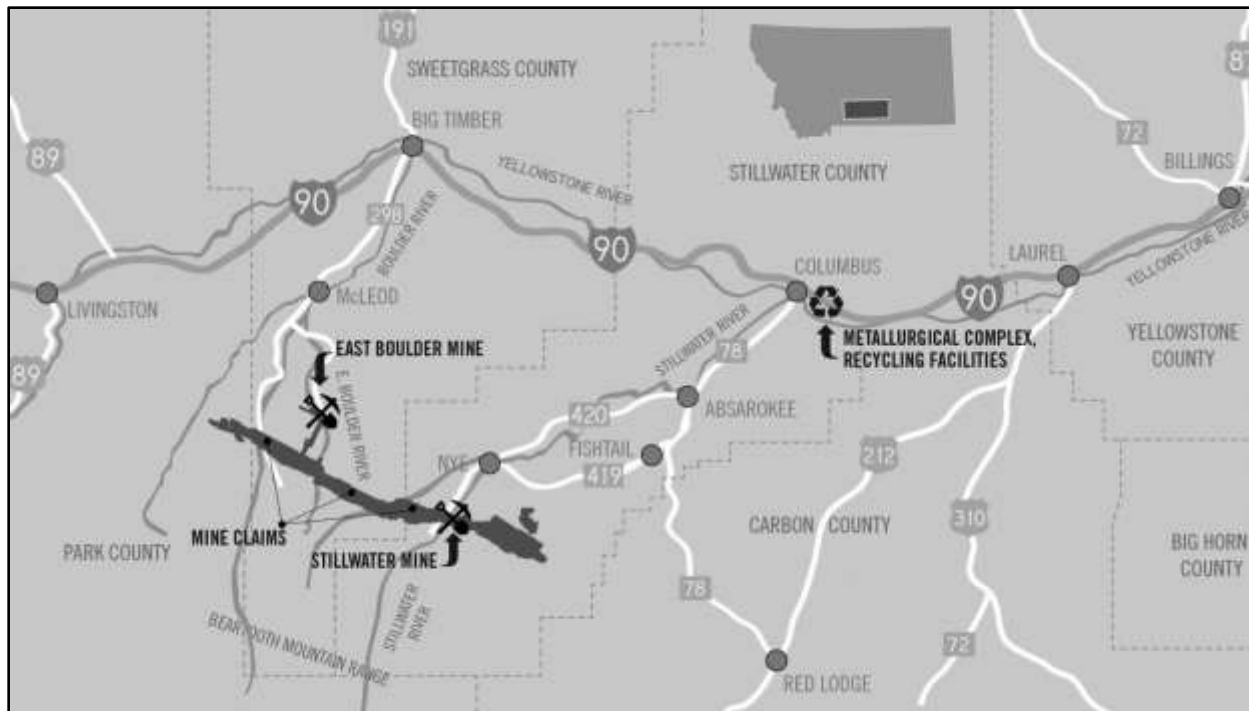 191
SWEETGRASS COUNTY
BIG TIMBER
87
72
BILLINGS
89
YELLOWSTONE RIVER
STILLWATER COUNTY
90
298
BOULDER RIVER
90
LAUREL
YELLOWSTONE RIVER
COLUMBUS
90
LIVINGSTON
McLEOD
STILLWATER RIVER
78
METALLURGICAL COMPLEX,
RECYCLING FACILITIES
YELLOWSTONE
COUNTY
EAST BOULDER MINE
89
E. BOULDER RIVER
ABSAROKEE
420
FISHTAIL
NYE
419
212
MINE CLAIMS
STILLWATER MINE
PARK COUNTY
CARBON COUNTY
310
BIG HORN
COUNTY
STILLWATER
RIVER
78
BEARTOOTH MOUNTAIN RANGE
72
RED LODGE